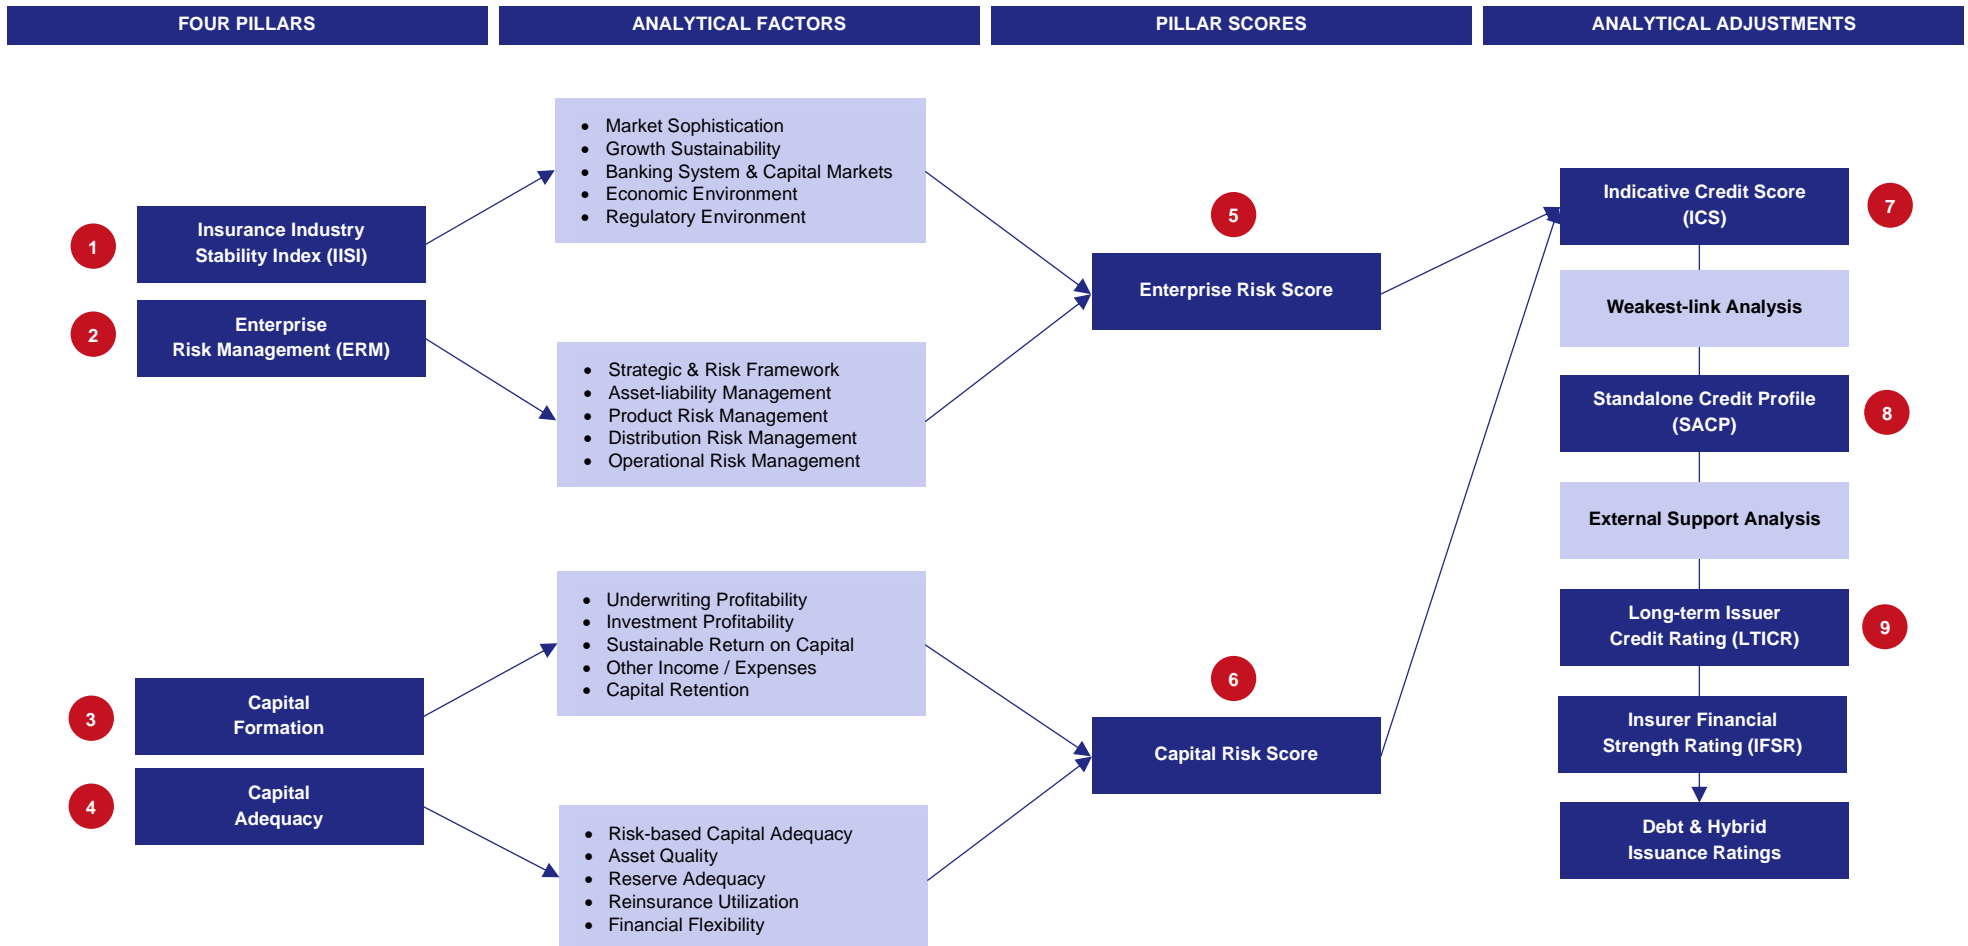 FOUR PILLARS
ANALYTICAL FACTORS
PILLAR SCORES
ANALYTICAL ADJUSTMENTS
1
Insurance Industry
Stability Index (IISI)
2
Enterprise
Risk Management (ERM)
3
Capital
Formation
4
Capital
Adequacy
• Market Sophistication
• Growth Sustainability
• Banking System & Capital Markets
• Economic Environment
• Regulatory Environment
• Strategic & Risk Framework
• Asset-liability Management
• Product Risk Management
• Distribution Risk Management
• Operational Risk Management
• Underwriting Profitability
• Investment Profitability
• Sustainable Return on Capital
• Other Income / Expenses
• Capital Retention
• Risk-based Capital Adequacy
• Asset Quality
• Reserve Adequacy
• Reinsurance Utilization
• Financial Flexibility
5
Enterprise Risk Score
6
Capital Risk Score
Indicative Credit Score
(ICS)
7
Weakest-link Analysis
Standalone Credit Profile
(SACP)
8
External Support Analysis
Long-term Issuer
Credit Rating (LTICR)
9
Insurer Financial
Strength Rating (IFSR)
Debt & Hybrid
Issuance Ratings